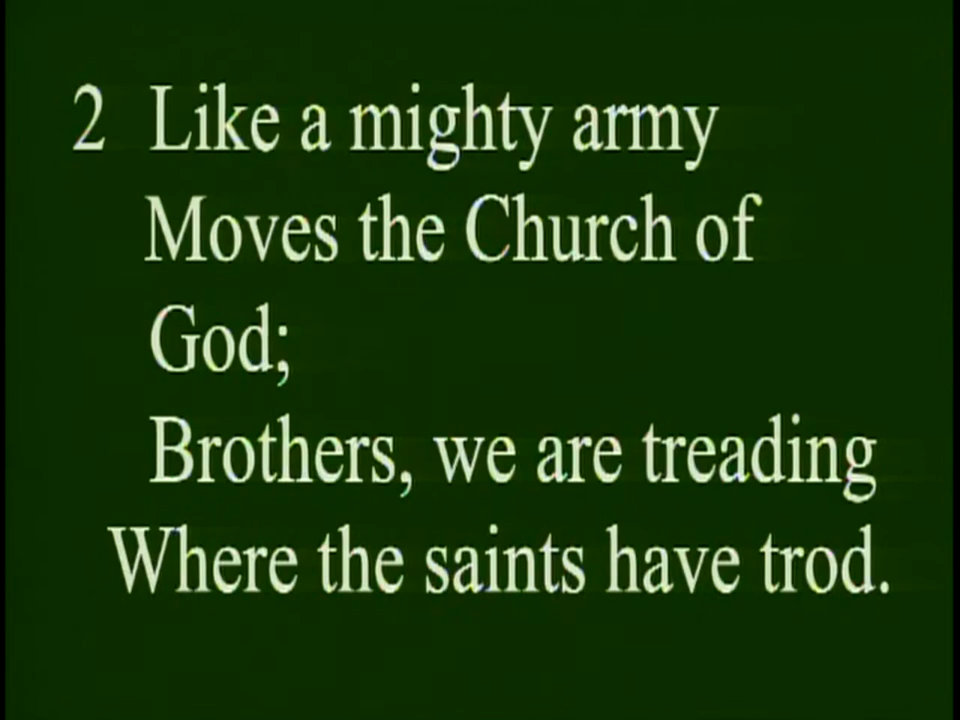 2 Like a mighty army
Moves the Church of
God;
Brothers, we are treading
Where the saints have trod.